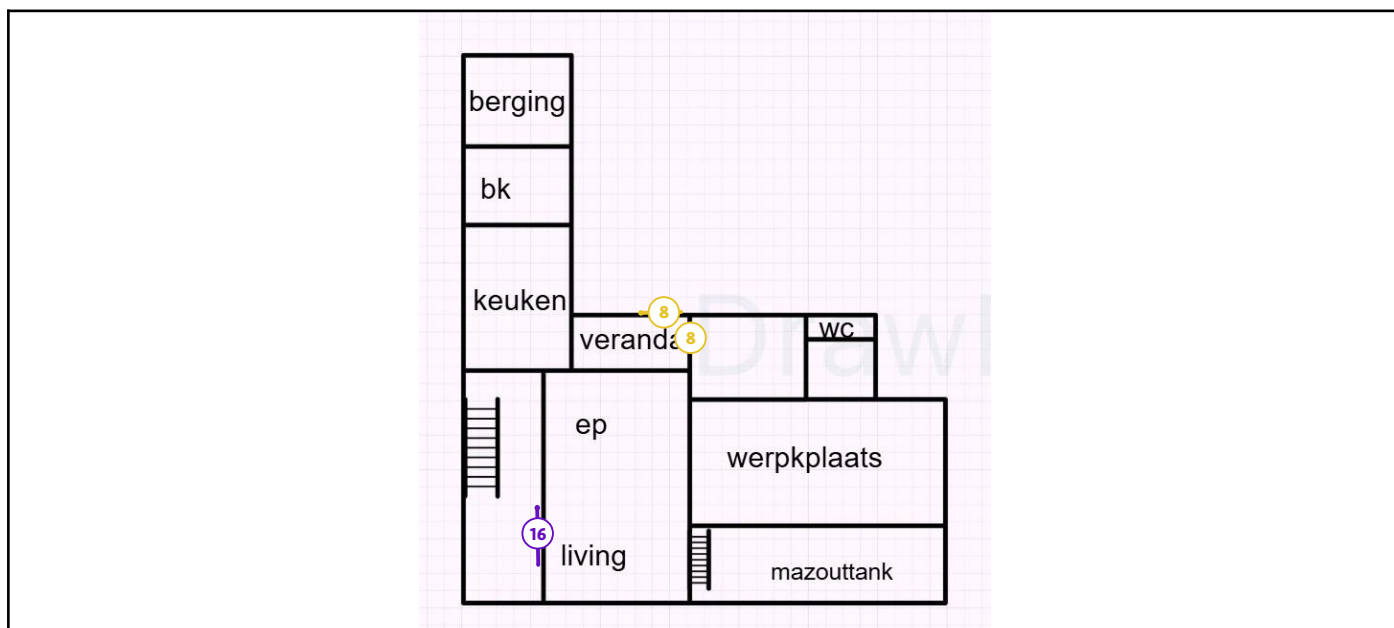 berging
bk
keuken
8
wc
veranda
8
ep
werpkplaats
16
living
mazouttank